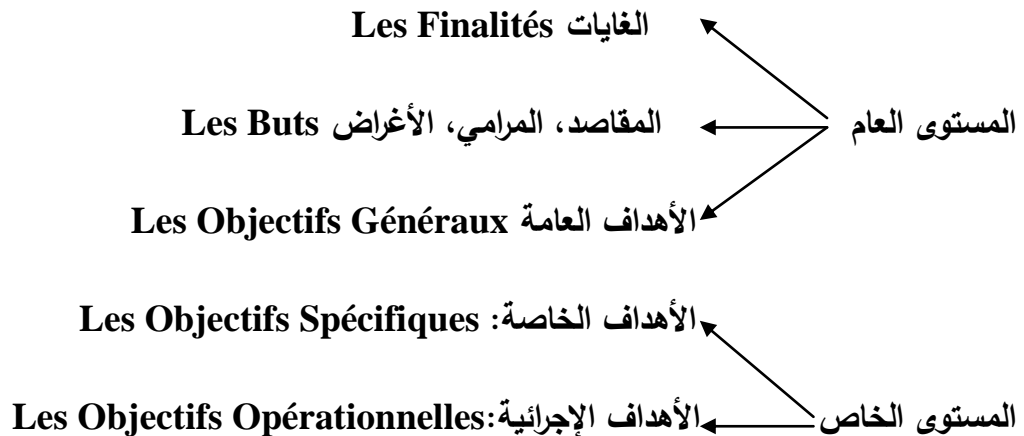 الغايات Les Finalités
المستوى العام المقاصد، المرامي، الأغراض Les Buts
الأهداف العامة Les Objectifs Généraux
الأهداف الخاصة: Les Objectifs Spécifiques
المستوى الخاص الأهداف الإجرائية:Les Objectifs Opérationnelles